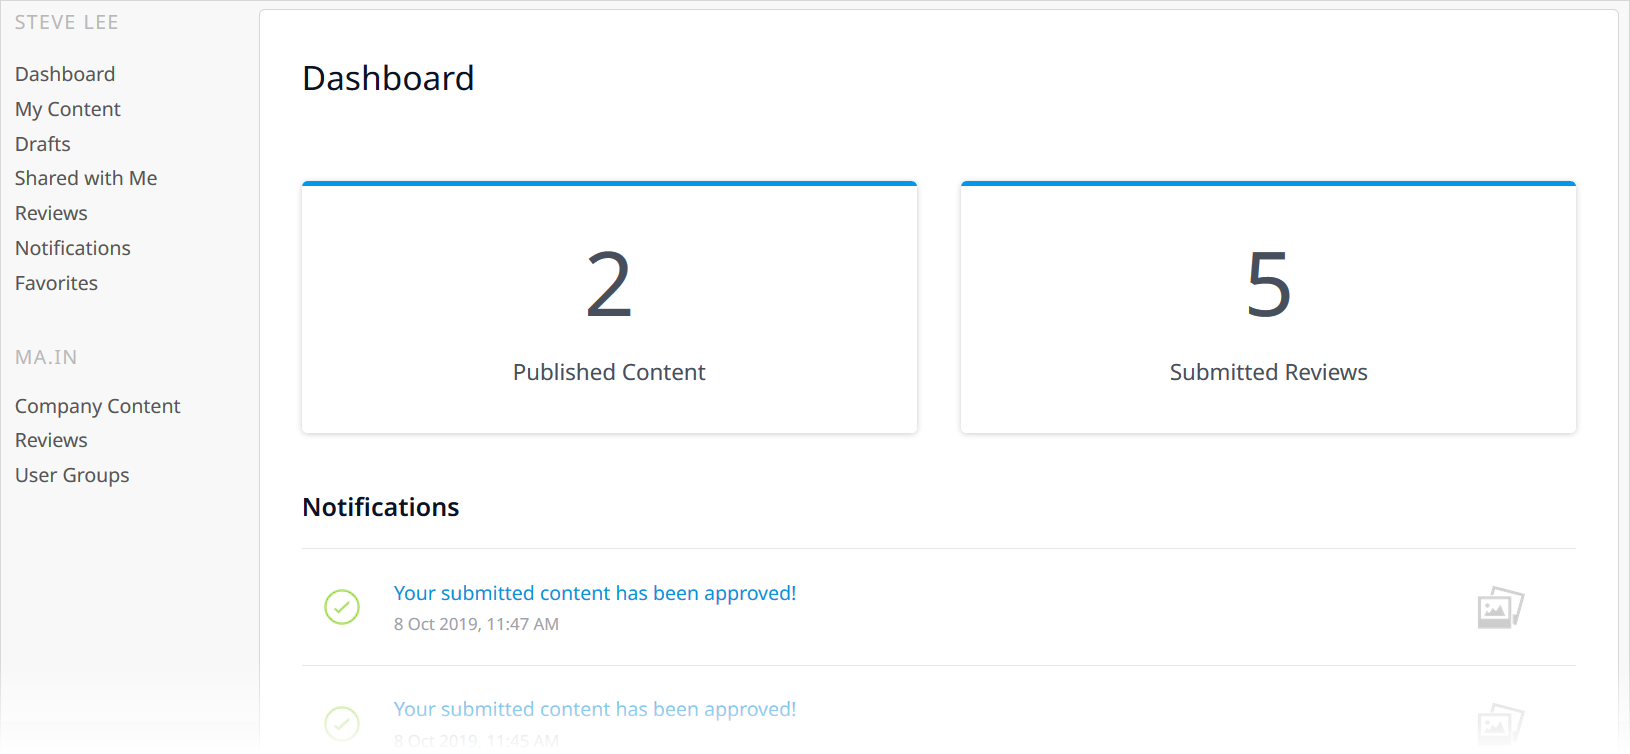 STEVE LEE
Dashboard
My Content
Drafts
Shared with Me
Reviews
Notifications
Favorites
MA.IN
Company Content
Reviews
User Groups
Dashboard
2
Published Content
5
Submitted Reviews
Notifications
Your submitted content has been approved!
8 Oct 2019, 11:47 AM
Your submitted content has been approved!
8 Oct 2019, 11:45 AM